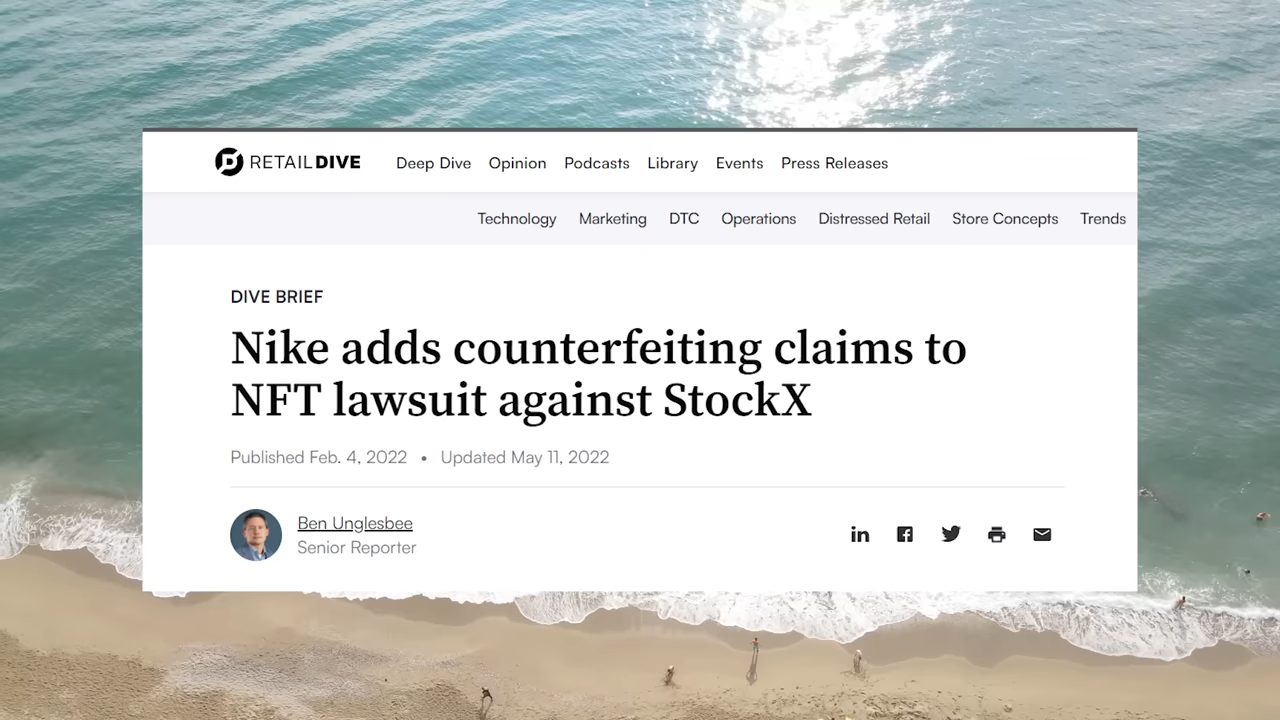 RETAIL DIVE Deep Dive Opinion Podcasts Library Events Press Releases
Technology Marketing DTC Operations Distressed Retail Store Concepts Trends
DIVE BRIEF
Nike adds counterfeiting claims to
NFT lawsuit against StockX
Published Feb. 4, 2022 • Updated May 11, 2022
Ben Unglesbee
Senior Reporter